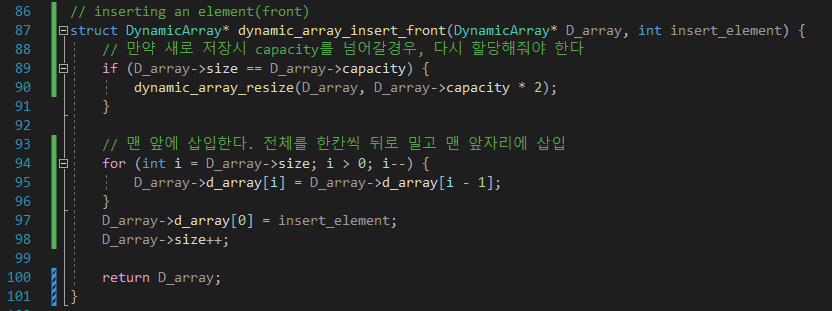 86 // inserting an element(front)
87 struct DynamicArray* dynamic_array_insert_front(DynamicArray* D_array, int insert_element) {
88 // 만약 새로 저장시 capacity를 넘어갈경우, 다시 할당해줘야 한다
89 if (D_array->size == D_array->capacity) {
90 dynamic_array_resize(D_array, D_array->capacity * 2);
91 }
92
93 // 맨 앞에 삽입한다. 전체를 한칸씩 뒤로 밀고 맨 앞자리에 삽입
94 for (int i = D_array->size; i > 0; i--) {
95 D_array->d_array[i] = D_array->d_array[i - 1];
96 }
97 D_array->d_array[0] = insert_element;
98 D_array->size++;
99
100 return D_array;
101 }